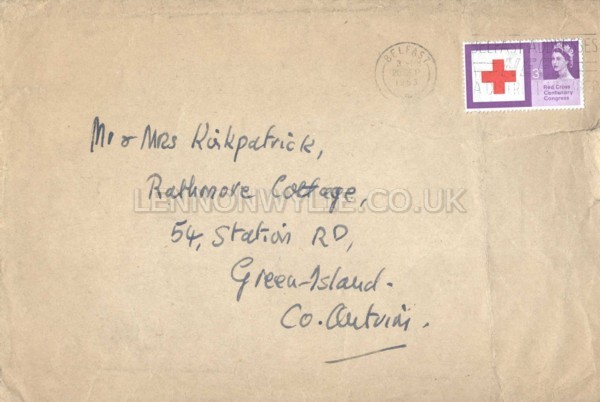 BELFAST
1963
3D
Red Cross
Centenary
Congress
Mr & Mrs Kirkpatrick,
Rathmore Cottage,
LENNONWYLIE.CO.UK
54, Station RD,
Green-Island.
Co. Antrim.